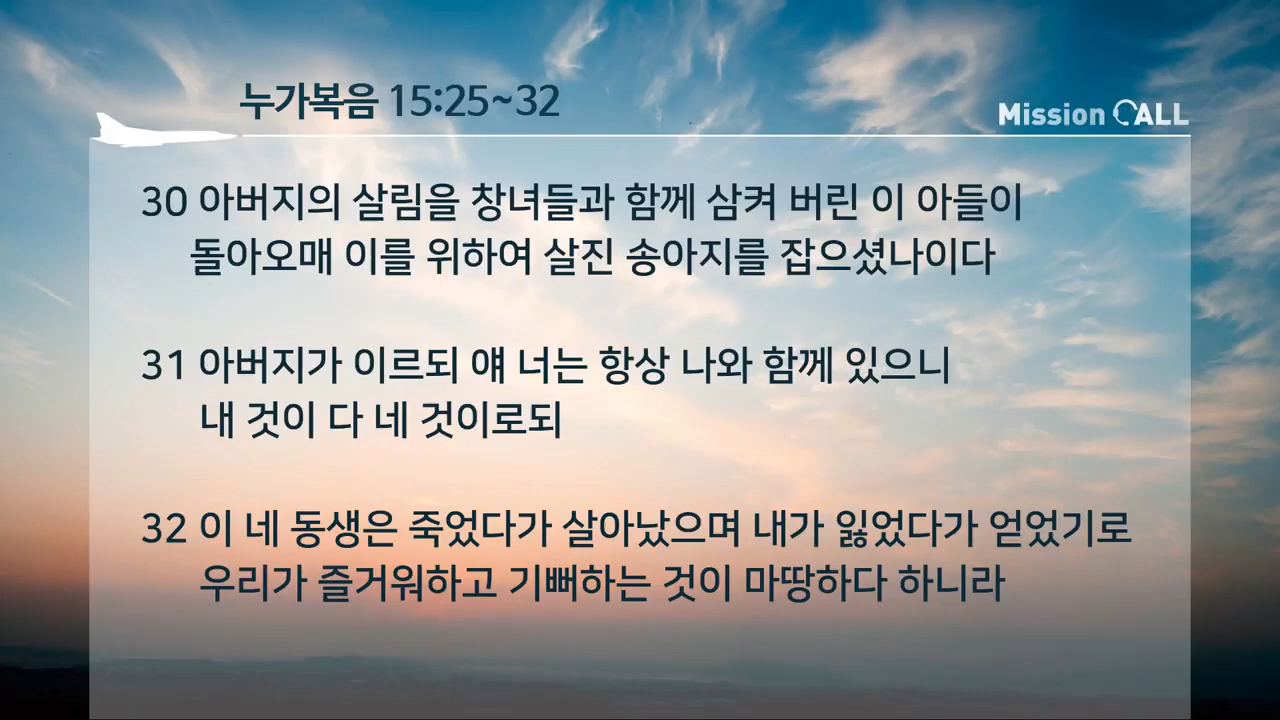 누가복음 15:25~32
Mission CALL
30 아버지의 살림을 창녀들과 함께 삼켜 버린 이 아들이
돌아오매 이를 위하여 살진 송아지를 잡으셨나이다
31 아버지가 이르되 얘 너는 항상 나와 함께 있으니
내 것이 다 네 것이로되
32 이 네 동생은 죽었다가 살아났으며 내가 잃었다가 얻었기로
우리가 즐거워하고 기뻐하는 것이 마땅하다 하니라